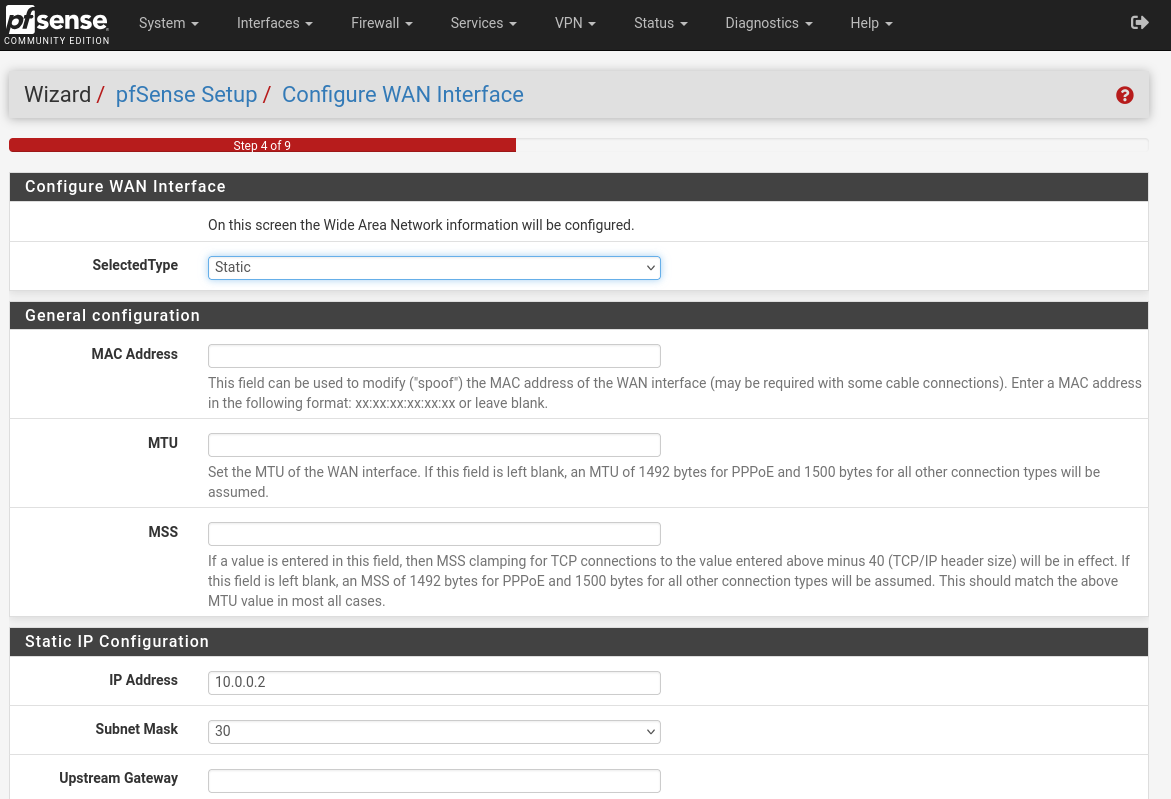 pfsense
COMMUNITY EDITION
System Interfaces Firewall Services VPN Status Diagnostics Help
Wizard / pfSense Setup / Configure WAN Interface
?
Step 4 of 9
Configure WAN Interface
On this screen the Wide Area Network information will be configured.
SelectedType
Static
General configuration
MAC Address
This field can be used to modify ("spoof") the MAC address of the WAN interface (may be required with some cable connections). Enter a MAC address
in the following format: xx:xx:xx:xx:xx:xx or leave blank.
MTU
Set the MTU of the WAN interface. If this field is left blank, an MTU of 1492 bytes for PPPoE and 1500 bytes for all other connection types will be
assumed.
MSS
If a value is entered in this field, then MSS clamping for TCP connections to the value entered above minus 40 (TCP/IP header size) will be in effect. If
this field is left blank, an MSS of 1492 bytes for PPPoE and 1500 bytes for all other connection types will be assumed. This should match the above
MTU value in most all cases.
Static IP Configuration
IP Address
10.0.0.2
Subnet Mask
30
Upstream Gateway